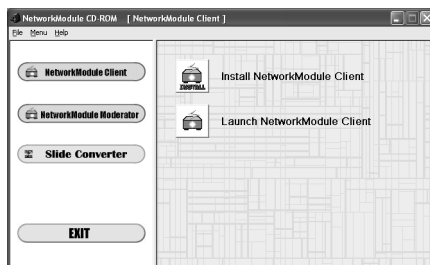 NetworkModule CD-ROM [ NetworkModule Client ]
File Menu Help
NetworkModule Client
NetworkModule Moderator
Slide Converter
EXIT
INSTALL
Install NetworkModule Client
Launch NetworkModule Client